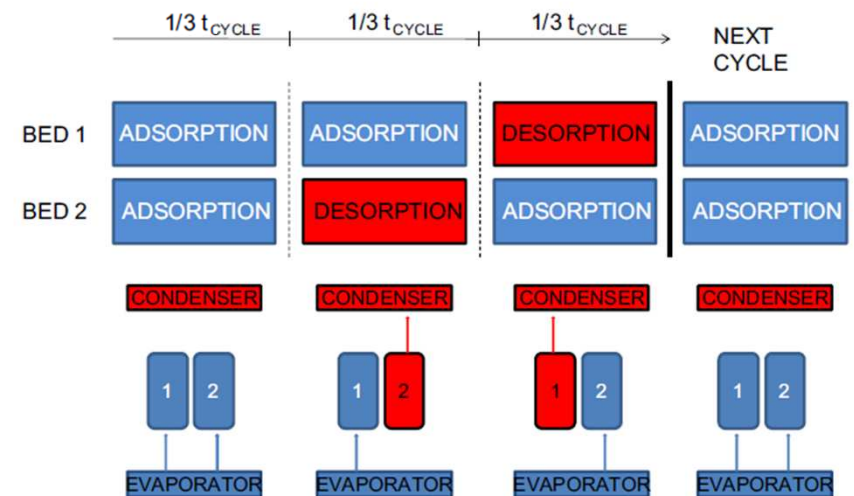 1/3 tCYCLE 1/3 tCYCLE 1/3 tCYCLE NEXT
CYCLE
BED 1 ADSORPTION ADSORPTION DESORPTION ADSORPTION
BED 2 ADSORPTION DESORPTION ADSORPTION ADSORPTION
CONDENSER CONDENSER CONDENSER CONDENSER
1 2 1 2 1 2 1 2
EVAPORATOR EVAPORATOR EVAPORATOR EVAPORATOR